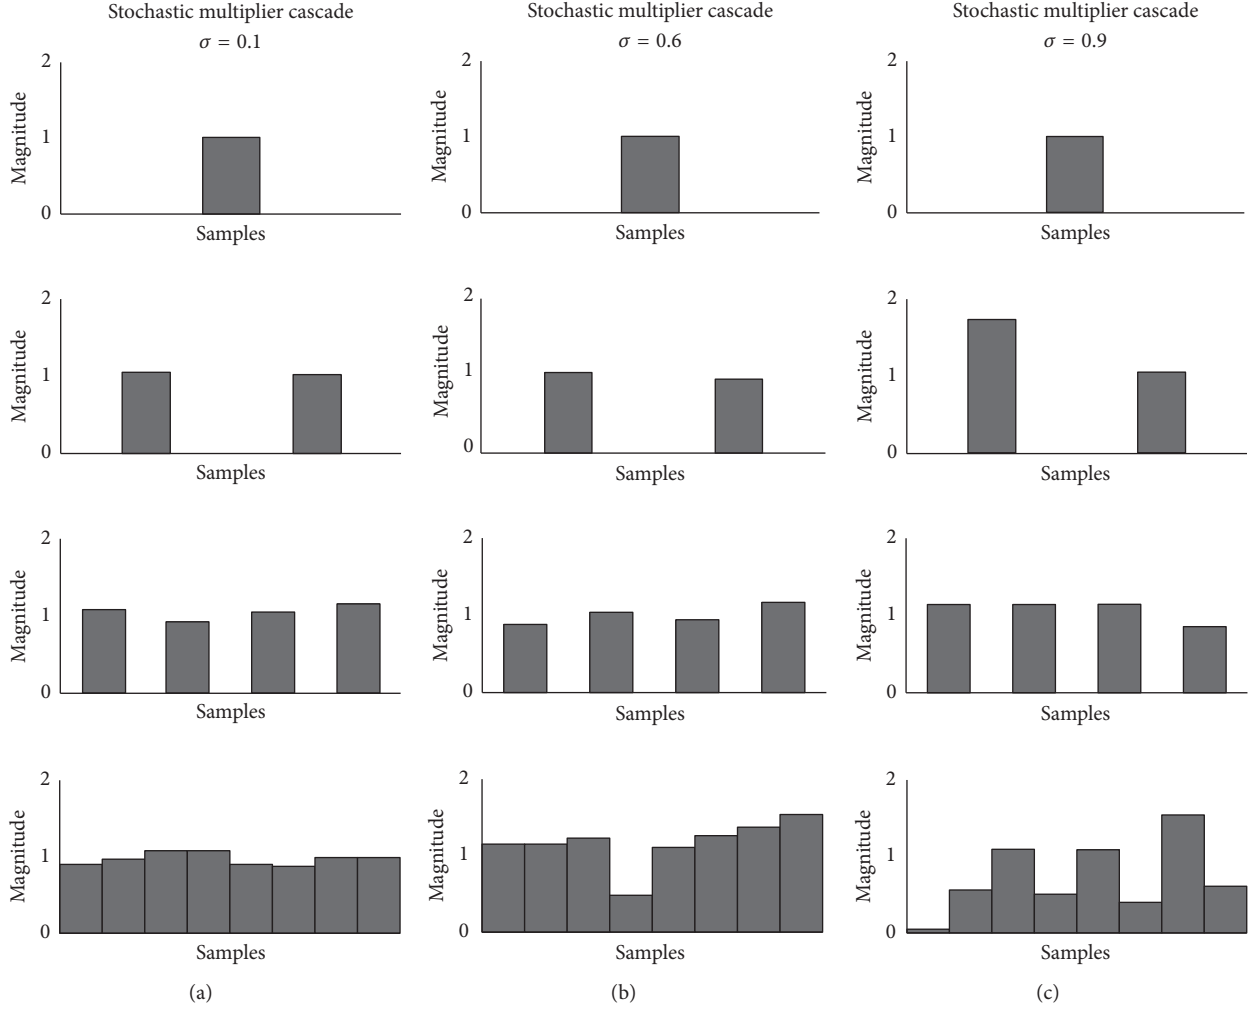 Stochastic multiplier cascade
σ = 0.1
2
1
0
Magnitude
Samples
2
1
0
Magnitude
Samples
2
1
0
Magnitude
Samples
2
1
0
Magnitude
Samples
(a)
Stochastic multiplier cascade
σ = 0.6
2
1
0
Magnitude
Samples
2
1
0
Magnitude
Samples
2
1
0
Magnitude
Samples
2
1
0
Magnitude
Samples
(b)
Stochastic multiplier cascade
σ = 0.9
2
1
0
Magnitude
Samples
2
1
0
Magnitude
Samples
2
1
0
Magnitude
Samples
2
1
0
Magnitude
Samples
(c)